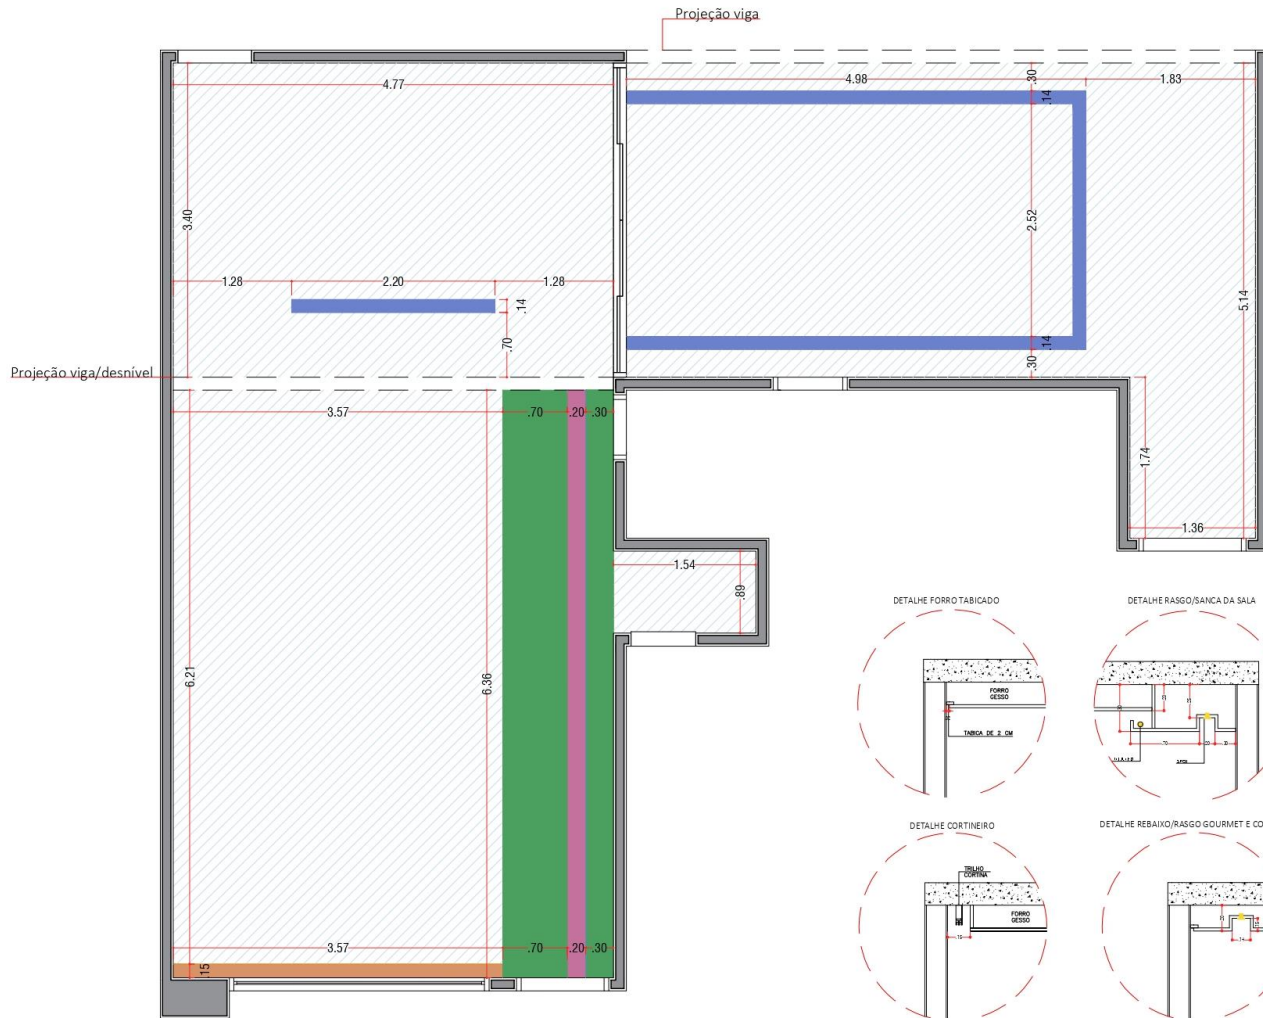 Projeção viga
4.98
.30
1.83
4.77
.14
3.40
2.52
1.28
2.20
1.28
.14
5.14
.70
.14
.30
Projeção viga/desnível
3.57
.70
.20
.30
1.74
1.36
1.54
.89
6.21
6.36
3.57
.70
.20
.30
.15
DETALHE FORRO TABICADO
FORRO
GESSO
TABICA DE 2 CM
DETALHE RASGO/SANCA DA SALA
.70
.20
.30
DETALHE CORTINEIRO
TRILHO
CORTINA
FORRO
GESSO
DETALHE REBAIXO/RASGO GOURMET E CO
.14